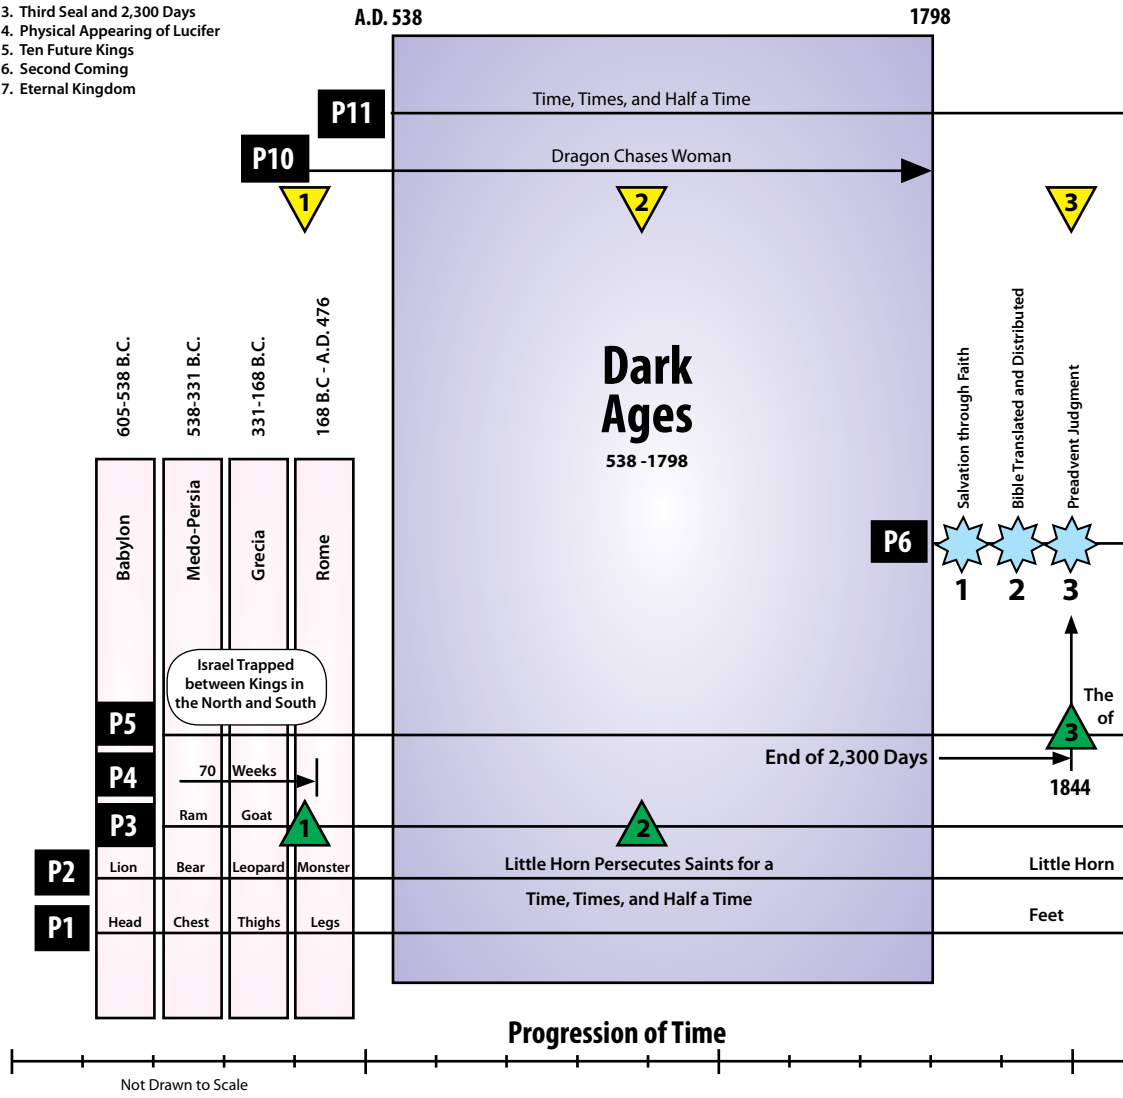 3. Third Seal and 2,300 Days
4. Physical Appearing of Lucifer
5. Ten Future Kings
6. Second Coming
7. Eternal Kingdom
A.D. 538
1798
P11
Time, Times, and Half a Time
P10
Dragon Chases Woman
1
2
3
605-538 B.C.
538-331 B.C.
331-168 B.C.
168 B.C - A.D. 476
Dark
Ages
538 -1798
Salvation through Faith
Bible Translated and Distributed
Preadvent Judgment
Babylon
Medo-Persia
Grecia
Rome
P6
1
2
3
Israel Trapped
between Kings in
the North and South
P5
The
of
3
P4
70 Weeks
End of 2,300 Days
1844
P3
Ram
Goat
1
2
P2
Lion
Bear
Leopard
Monster
Little Horn Persecutes Saints for a
Time, Times, and Half a Time
Little Horn
P1
Head
Chest
Thighs
Legs
Feet
Progression of Time
Not Drawn to Scale